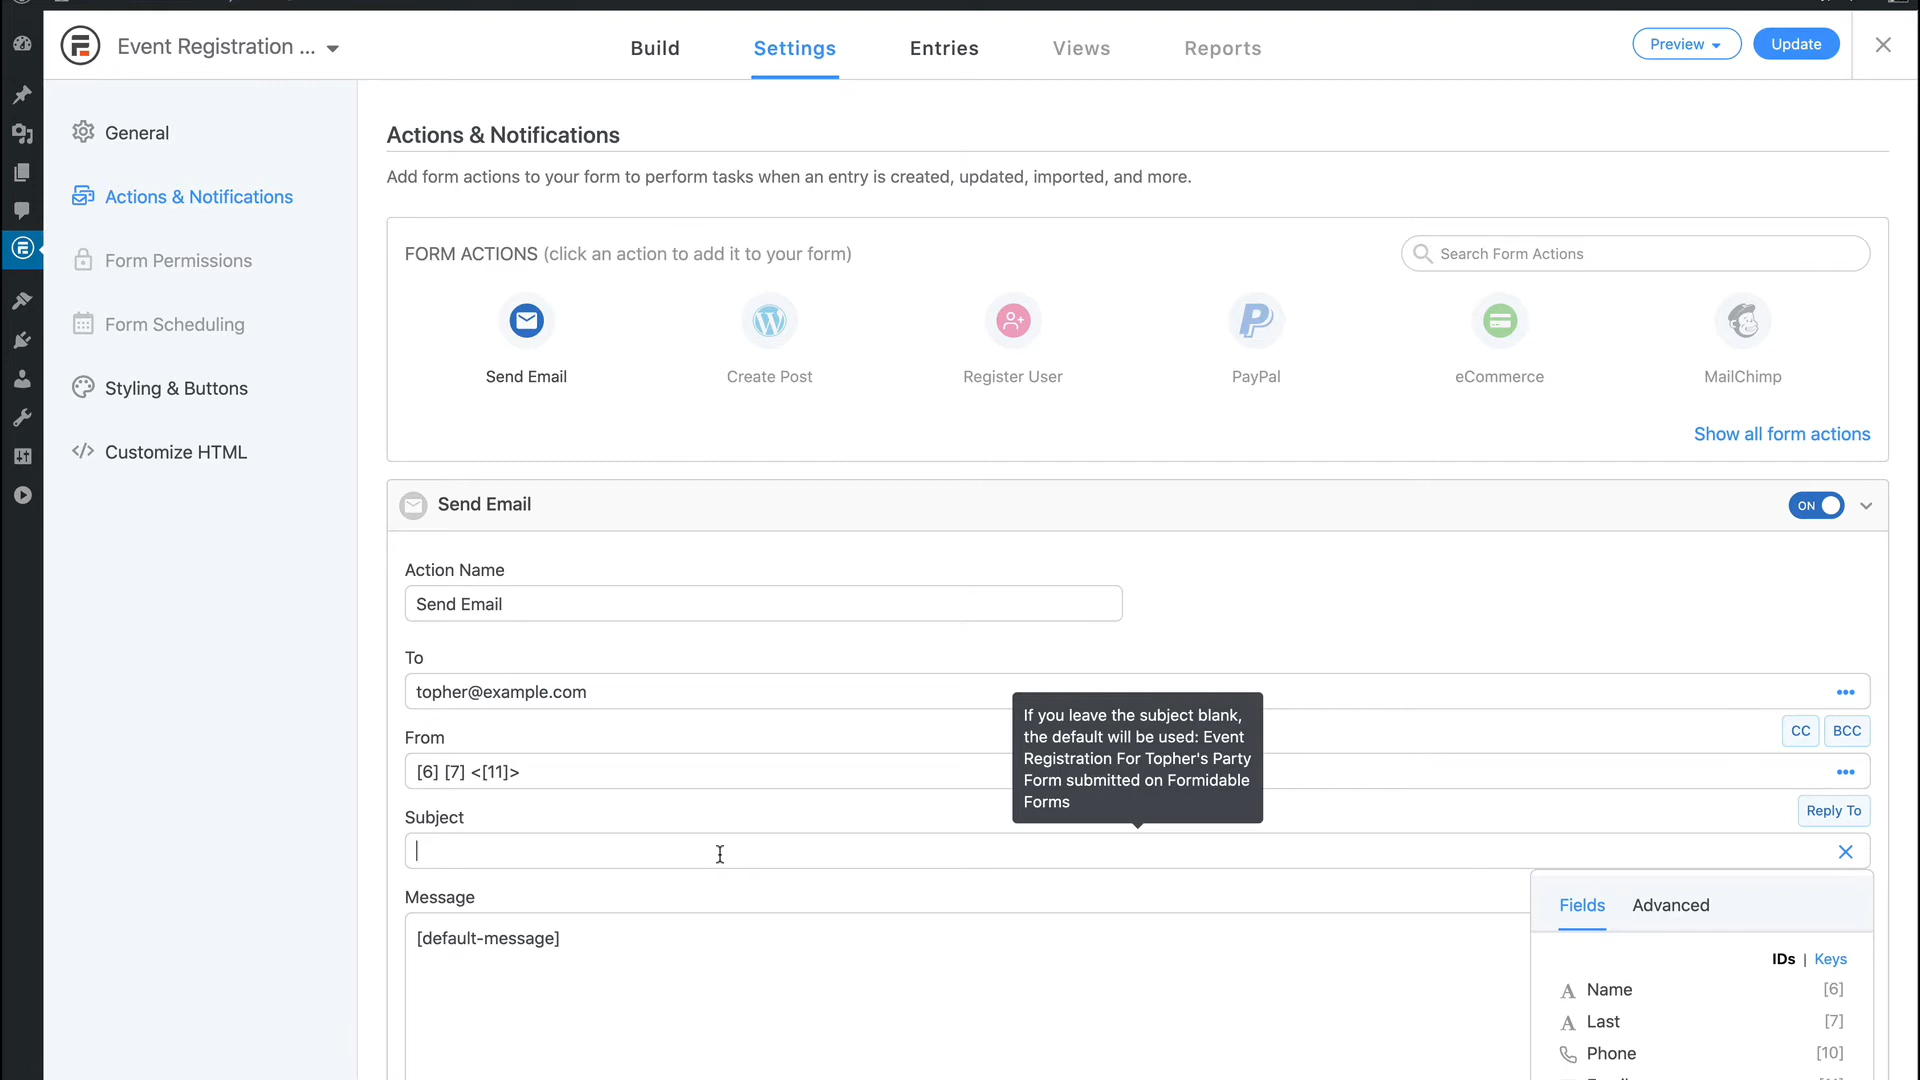 Event Registration ...
Build
Settings
Entries
Views
Reports
Preview
Update
General
Actions & Notifications
Form Permissions
Form Scheduling
Styling & Buttons
Customize HTML
Actions & Notifications
Add form actions to your form to perform tasks when an entry is created, updated, imported, and more.
FORM ACTIONS (click an action to add it to your form)
Search Form Actions
Send Email
Create Post
Register User
PayPal
eCommerce
MailChimp
Show all form actions
Send Email
ON
Action Name
Send Email
To
topher@example.com
CC
BCC
From
[6] [7] <[11]>
If you leave the subject blank,
the default will be used: Event
Registration For Topher's Party
Form submitted on Formidable
Forms
Reply To
Subject
Message
[default-message]
Fields
Advanced
IDs | Keys
Name [6]
Last [7]
Phone [10]